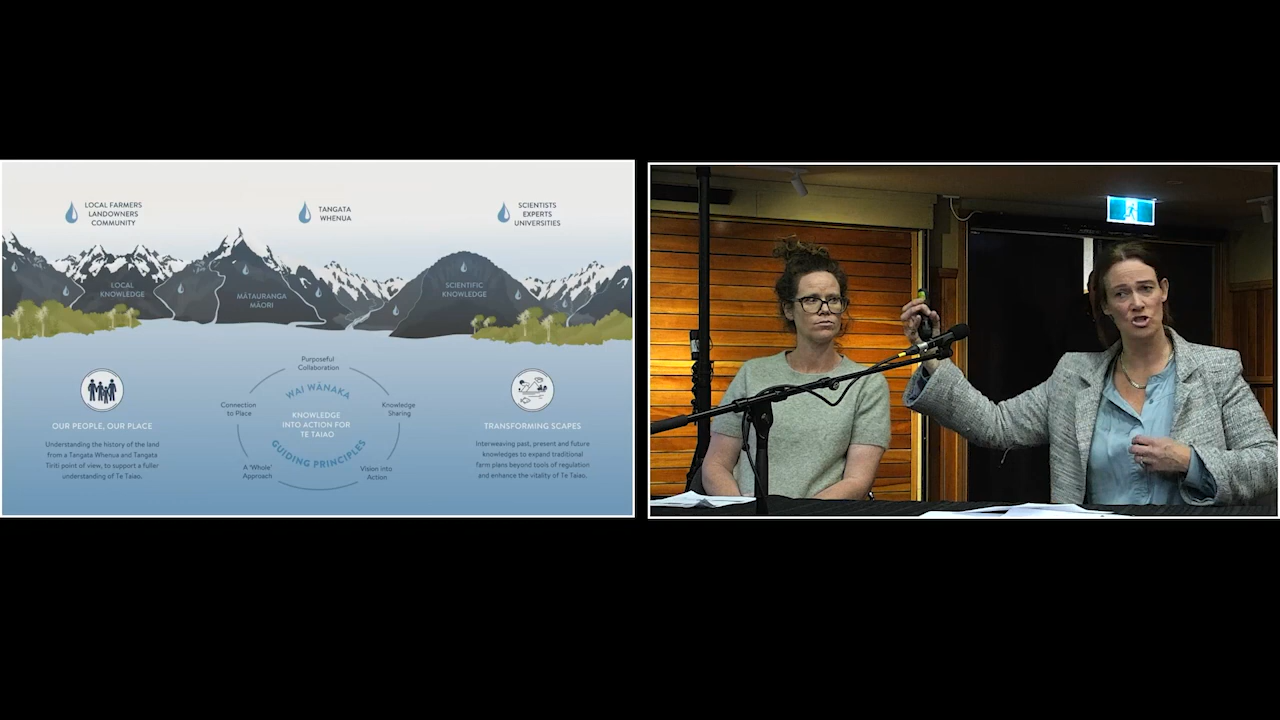 LOCAL FARMERS
LANDOWNERS
COMMUNITY
TANGATA
WHENUA
SCIENTISTS
EXPERTS
UNIVERSITIES
LOCAL
KNOWLEDGE
MĀTAURANGA
MĀORI
SCIENTIFIC
KNOWLEDGE
Purposeful
Collaboration
Connection
to Place
WAI WĀNAKA
Knowledge
Sharing
KNOWLEDGE
INTO ACTION FOR
TE TAIAO
GUIDING PRINCIPLES
A 'Whole'
Approach
Vision into
Action
OUR PEOPLE, OUR PLACE
Understanding the history of the land
from a Tangata Whenua and Tangata
Tiriti point of view, to support a fuller
understanding of Te Taiao.
TRANSFORMING SCAPES
Interweaving past, present and future
knowledges to expand traditional
farm plans beyond tools of regulation
and enhance the vitality of Te Taiao.